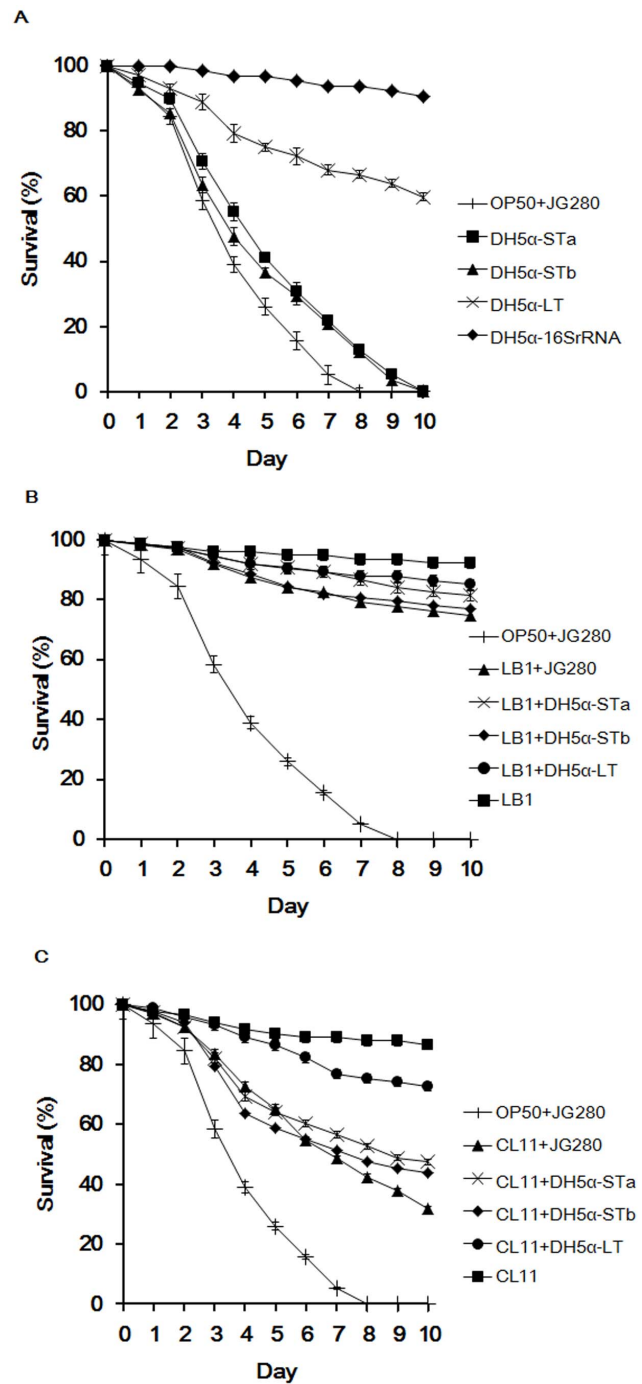 A
100
80
60
40
20
0
Survival (%)
0 1 2 3 4 5 6 7 8 9 10
Day
OP50+JG280
DH5α-STa
DH5α-STb
DH5α-LT
DH5α-16SrRNA
B
100
80
60
40
20
0
Survival (%)
0 1 2 3 4 5 6 7 8 9 10
Day
OP50+JG280
LB1+JG280
LB1+DH5α-STa
LB1+DH5α-STb
LB1+DH5α-LT
LB1
C
100
80
60
40
20
0
Survival (%)
0 1 2 3 4 5 6 7 8 9 10
Day
OP50+JG280
CL11+JG280
CL11+DH5α-STa
CL11+DH5α-STb
CL11+DH5α-LT
CL11